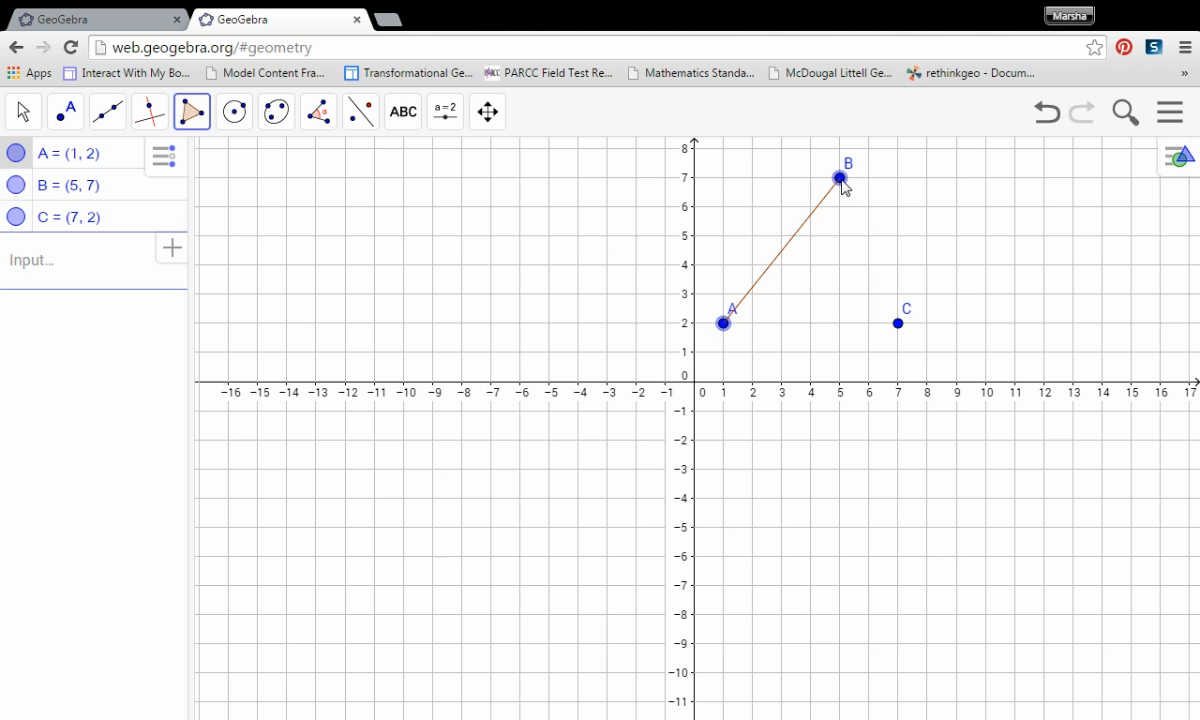 Marsha
GeoGebra × GeoGebra ×
web.geogebra.org/#geometry
Apps Interact With My Bo... Model Content Fra... Transformational Ge... PARCC PARCC Field Test Re... Mathematics Standa... McDougal Littell Ge... rethinkgeo - Docum... »
A α ABC a=2
A = (1, 2)
B = (5, 7)
C = (7, 2)
Input...
B
A
C
8
7
6
5
4
3
2
1
0
−16 −15 −14 −13 −12 −11 −10 −9 −8 −7 −6 −5 −4 −3 −2 −1 0 1 2 3 4 5 6 7 8 9 10 11 12 13 14 15 16 17
−1
−2
−3
−4
−5
−6
−7
−8
−9
−10
−11